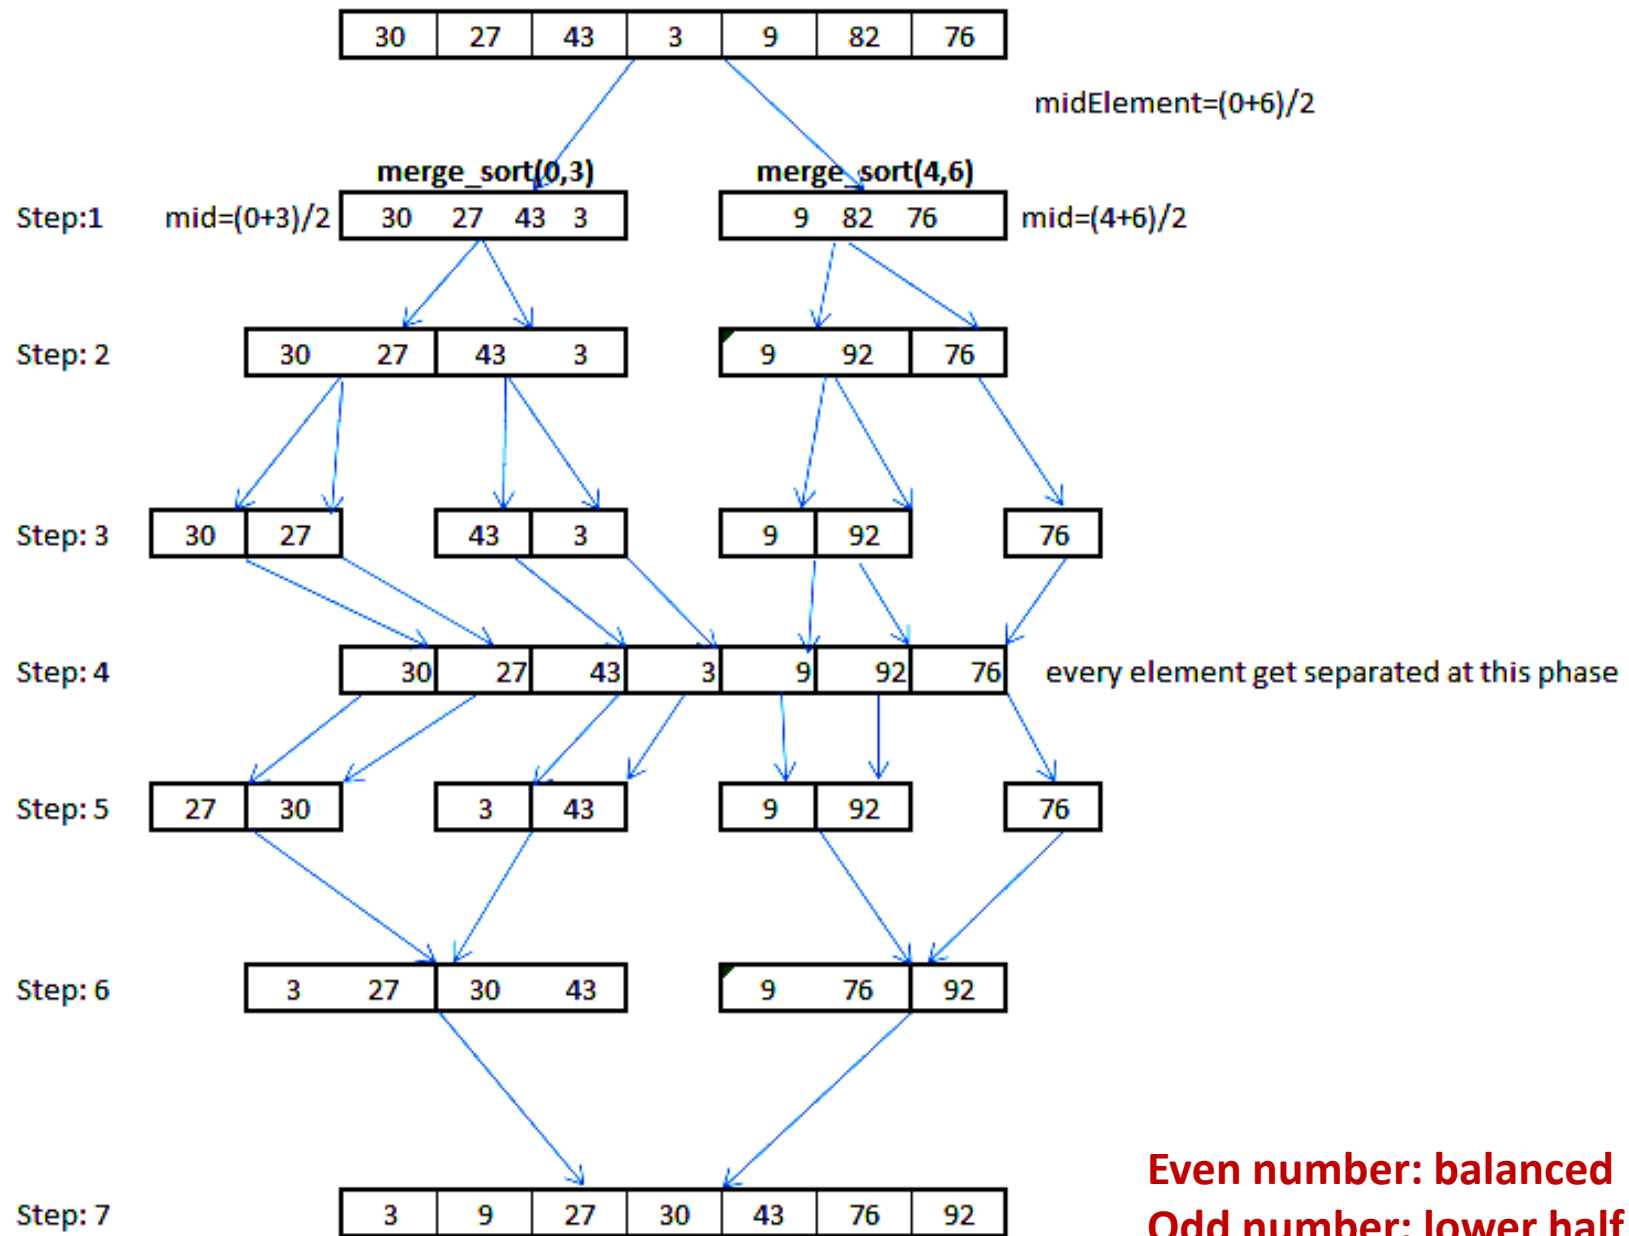 30 27 43 3 9 82 76
midElement=(0+6)/2
merge_sort(0,3) merge_sort(4,6)
Step:1 mid=(0+3)/2 30 27 43 3 9 82 76 mid=(4+6)/2
Step: 2 30 27 43 3 9 92 76
Step: 3 30 27 43 3 9 92 76
Step: 4 30 27 43 3 9 92 76 every element get separated at this phase
Step: 5 27 30 3 43 9 92 76
Step: 6 3 27 30 43 9 76 92
Even number: balanced
Step: 7 3 9 27 30 43 76 92
Odd number: lower half